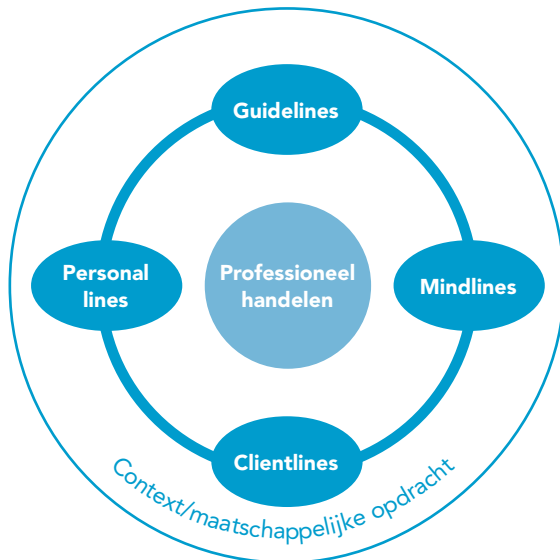 Guidelines
Personal
lines
Professioneel
handelen
Mindlines
Clientlines
Context/maatschappelijke opdracht